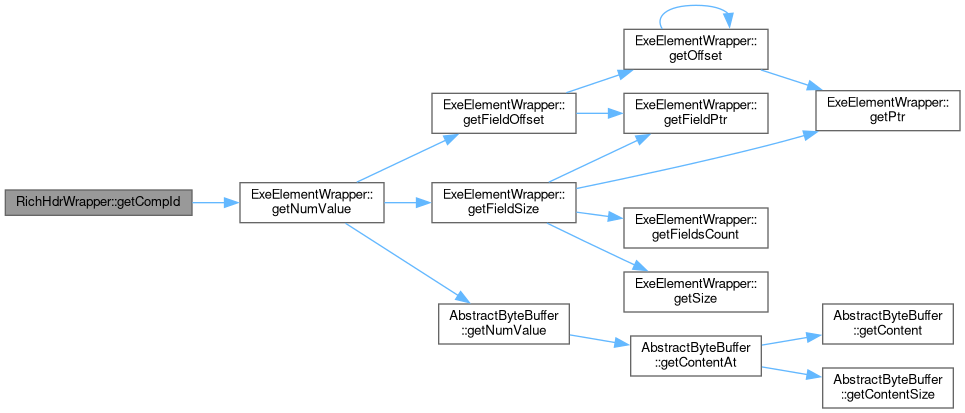 RichHdrWrapper::getCompId
ExeElementWrapper::
getNumValue
ExeElementWrapper::
getFieldOffset
ExeElementWrapper::
getOffset
ExeElementWrapper::
getFieldPtr
ExeElementWrapper::
getPtr
ExeElementWrapper::
getFieldSize
ExeElementWrapper::
getFieldsCount
ExeElementWrapper::
getSize
AbstractByteBuffer
::getNumValue
AbstractByteBuffer
::getContentAt
AbstractByteBuffer
::getContent
AbstractByteBuffer
::getContentSize